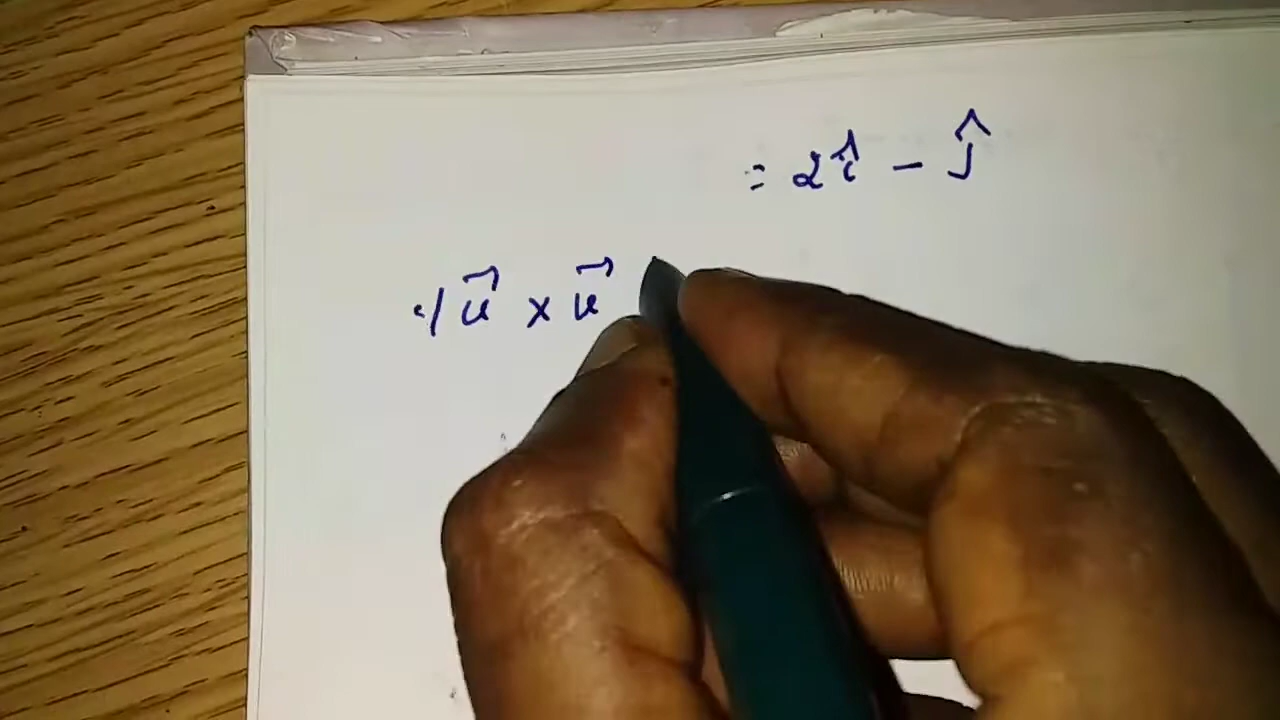 = 2î - ĵ
c/ u⃗ × u⃗